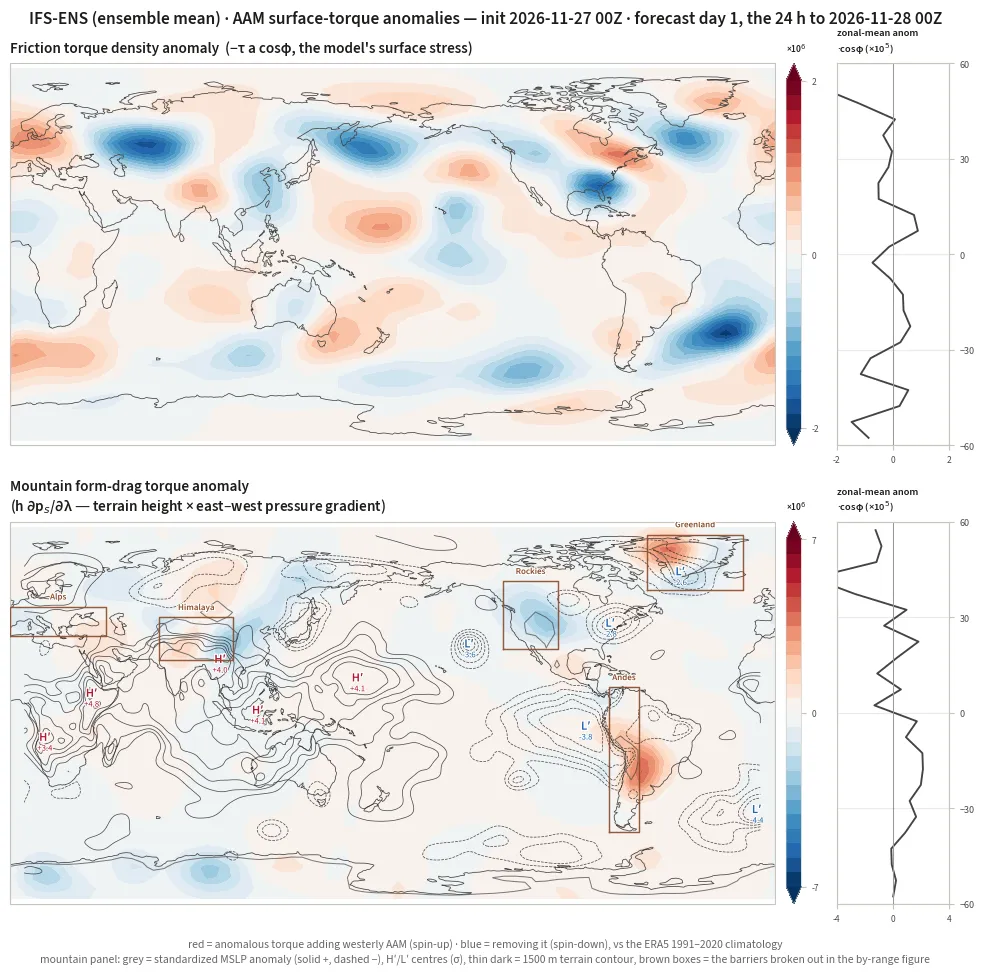 IFS-ENS (ensemble mean) · AAM surface-torque anomalies — init 2026-11-27 00Z · forecast day 1, the 24 h to 2026-11-28 00Z
Friction torque density anomaly (−τ a cosϕ, the model's surface stress)
×10⁶
2
0
-2
zonal-mean anom
·cosϕ (×10⁵)
60
30
0
−30
−60
-2
0
2
Mountain form-drag torque anomaly
(h ∂pₛ/∂λ — terrain height × east–west pressure gradient)
×10⁶
7
0
-7
zonal-mean anom
·cosϕ (×10⁵)
60
30
0
−30
−60
-4
0
4
Greenland
Rockies
Alps
Himalaya
Andes
L'
L'
L'
-3.6
H'
+4.0
H'
+4.1
H'
+4.8
H'
H'
+3.4
L'
-3.8
L'
-4.4
red = anomalous torque adding westerly AAM (spin-up) · blue = removing it (spin-down), vs the ERA5 1991–2020 climatology
mountain panel: grey = standardized MSLP anomaly (solid +, dashed −), H'/L' centres (σ), thin dark = 1500 m terrain contour, brown boxes = the barriers broken out in the by-range figure